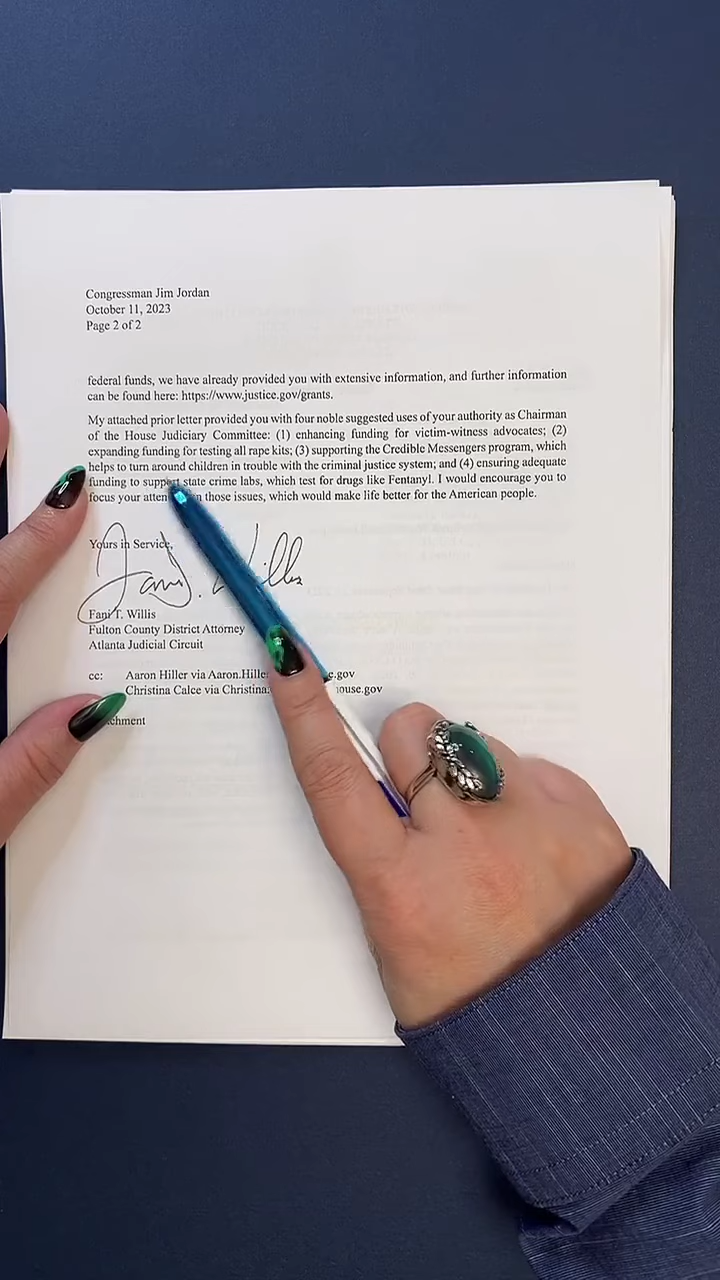 Congressman Jim Jordan
October 11, 2023
Page 2 of 2
federal funds, we have already provided you with extensive information, and further information
can be found here: https://www.justice.gov/grants.
My attached prior letter provided you with four noble suggested uses of your authority as Chairman
of the House Judiciary Committee: (1) enhancing funding for victim-witness advocates; (2)
expanding funding for testing all rape kits; (3) supporting the Credible Messengers program, which
helps to turn around children in trouble with the criminal justice system; and (4) ensuring adequate
funding to support state crime labs, which test for drugs like Fentanyl. I would encourage you to
focus your those issues, which would make life better for the American people.
Yours in Service,
Fani T. Willis
Fani T. Willis
Fulton County District Attorney
Atlanta Judicial Circuit
cc: Aaron Hiller via Aaron.Hille e.gov
Christina Calce via Christina. ouse.gov
chment